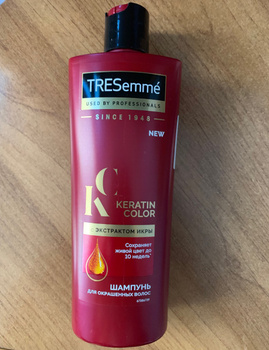 TRESemmé
USED BY PROFESSIONALS
SINCE 1948
NEW
KC
KERATIN
COLOR
С ЭКСТРАКТОМ ИКРЫ
Сохраняет
живой цвет до
10 недель*
ШАМПУНЬ
ДЛЯ ОКРАШЕННЫХ ВОЛОС